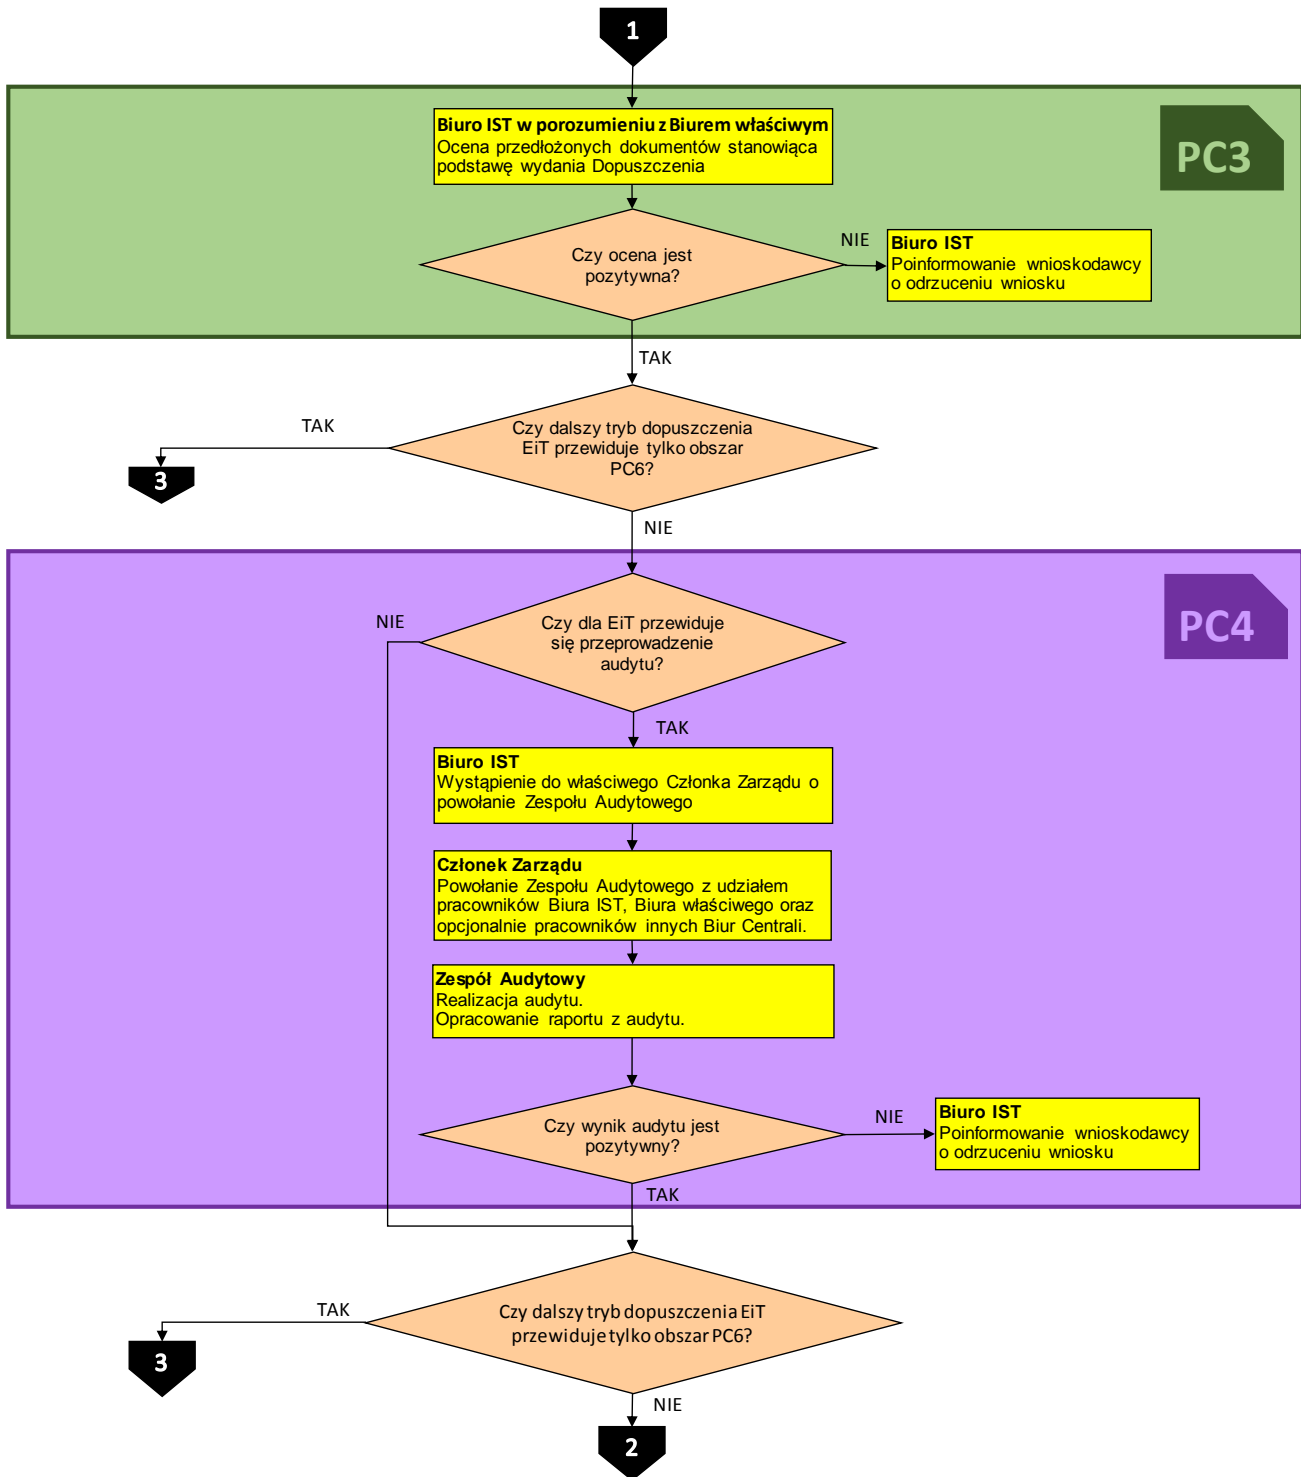 1
Biuro IST w porozumieniu z Biurem właściwym
Ocena przedłożonych dokumentów stanowiąca
podstawę wydania Dopuszczenia
PC3
Czy ocena jest
pozytywna?
NIE
Biuro IST
Poinformowanie wnioskodawcy
o odrzuceniu wniosku
TAK
Czy dalszy tryb dopuszczenia
EiT przewiduje tylko obszar
PC6?
TAK
3
NIE
PC4
Czy dla EiT przewiduje
się przeprowadzenie
audytu?
NIE
TAK
Biuro IST
Wystąpienie do właściwego Członka Zarządu o
powołanie Zespołu Audytowego
Członek Zarządu
Powołanie Zespołu Audytowego z udziałem
pracowników Biura IST, Biura właściwego oraz
opcjonalnie pracowników innych Biur Centrali.
Zespół Audytowy
Realizacja audytu.
Opracowanie raportu z audytu.
Czy wynik audytu jest
pozytywny?
NIE
Biuro IST
Poinformowanie wnioskodawcy
o odrzuceniu wniosku
TAK
Czy dalszy tryb dopuszczenia EiT
przewiduje tylko obszar PC6?
TAK
3
NIE
2